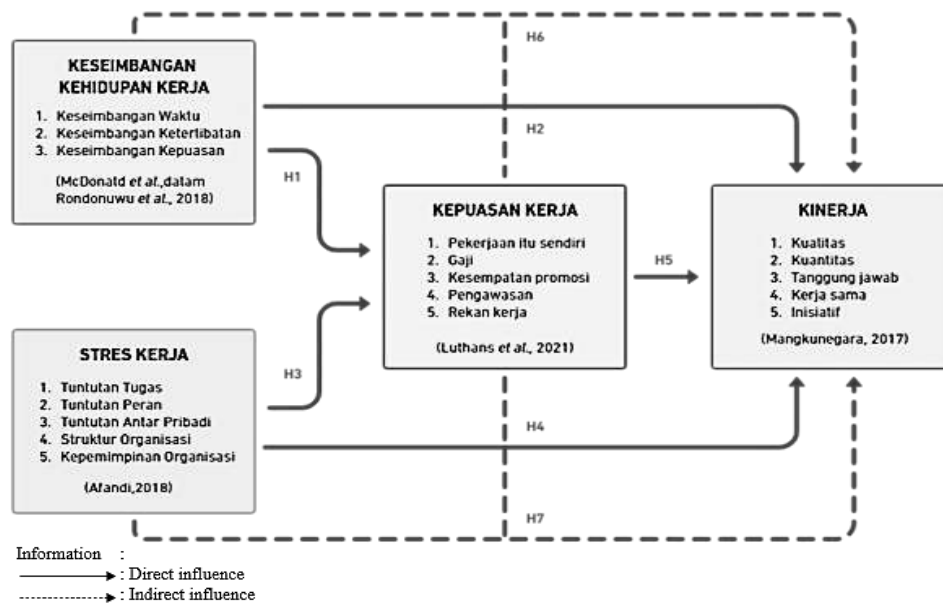 H6
KESEIMBANGAN
KEHIDUPAN KERJA
1. Keseimbangan Waktu
2. Keseimbangan Keterlibatan
3. Keseimbangan Kepuasan
(McDonald et al.,dalam
Rondonuwu et al., 2018)
H2
H1
KEPUASAN KERJA
1. Pekerjaan itu sendiri
2. Gaji
3. Kesempatan promosi
4. Pengawasan
5. Rekan kerja
(Luthans et al., 2021)
H5
KINERJA
1. Kualitas
2. Kuantitas
3. Tanggung jawab
4. Kerja sama
5. Inisiatif
(Mangkunegara, 2017)
STRES KERJA
1. Tuntutan Tugas
2. Tuntutan Peran
3. Tuntutan Antar Pribadi
4. Struktur Organisasi
5. Kepemimpinan Organisasi
(Afandi,2018)
H3
H4
H7
Information :
: Direct influence
: Indirect influence